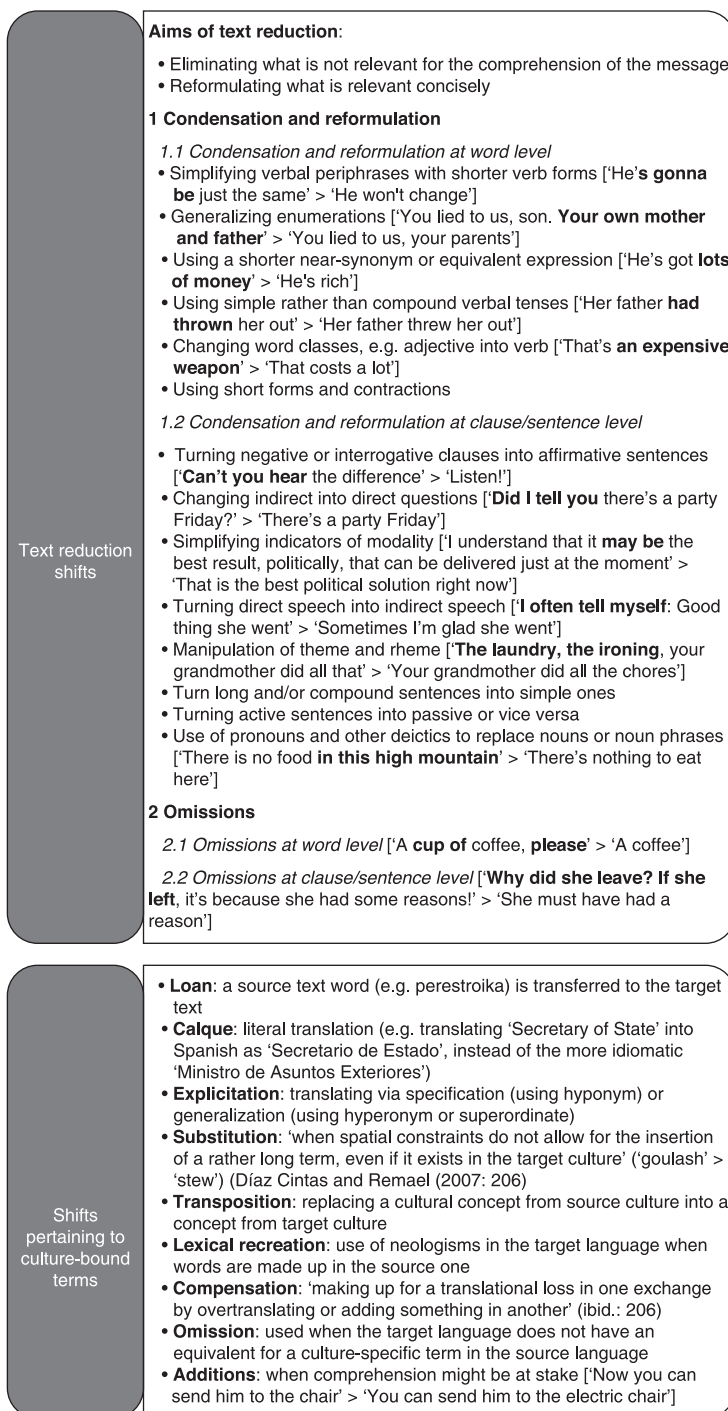 Text reduction
shifts
Aims of text reduction:
• Eliminating what is not relevant for the comprehension of the message
• Reformulating what is relevant concisely
1 Condensation and reformulation
1.1 Condensation and reformulation at word level
• Simplifying verbal periphrases with shorter verb forms [‘He’s gonna
be just the same’ > ‘He won't change’]
• Generalizing enumerations [‘You lied to us, son. Your own mother
and father’ > ‘You lied to us, your parents’]
• Using a shorter near-synonym or equivalent expression [‘He’s got lots
of money’ > ‘He's rich’]
• Using simple rather than compound verbal tenses [‘Her father had
thrown her out’ > ‘Her father threw her out’]
• Changing word classes, e.g. adjective into verb [‘That’s an expensive
weapon’ > ‘That costs a lot’]
• Using short forms and contractions
1.2 Condensation and reformulation at clause/sentence level
• Turning negative or interrogative clauses into affirmative sentences
[‘Can’t you hear the difference’ > ‘Listen!’]
• Changing indirect into direct questions [‘Did I tell you there’s a party
Friday?’ > ‘There’s a party Friday’]
• Simplifying indicators of modality [‘I understand that it may be the
best result, politically, that can be delivered just at the moment’ >
‘That is the best political solution right now’]
• Turning direct speech into indirect speech [‘I often tell myself: Good
thing she went’ > ‘Sometimes I’m glad she went’]
• Manipulation of theme and rheme [‘The laundry, the ironing, your
grandmother did all that’ > ‘Your grandmother did all the chores’]
• Turn long and/or compound sentences into simple ones
• Turning active sentences into passive or vice versa
• Use of pronouns and other deictics to replace nouns or noun phrases
[‘There is no food in this high mountain’ > ‘There’s nothing to eat
here’]
2 Omissions
2.1 Omissions at word level [‘A cup of coffee, please’ > ‘A coffee’]
2.2 Omissions at clause/sentence level [‘Why did she leave? If she
left, it’s because she had some reasons!’ > ‘She must have had a
reason’]
Shifts
pertaining to
culture-bound
terms
• Loan: a source text word (e.g. perestroika) is transferred to the target
text
• Calque: literal translation (e.g. translating ‘Secretary of State’ into
Spanish as ‘Secretario de Estado’, instead of the more idiomatic
‘Ministro de Asuntos Exteriores’)
• Explicitation: translating via specification (using hyponym) or
generalization (using hyperonym or superordinate)
• Substitution: ‘when spatial constraints do not allow for the insertion
of a rather long term, even if it exists in the target culture’ (‘goulash’ >
‘stew’) (Díaz Cintas and Remael (2007: 206)
• Transposition: replacing a cultural concept from source culture into a
concept from target culture
• Lexical recreation: use of neologisms in the target language when
words are made up in the source one
• Compensation: ‘making up for a translational loss in one exchange
by overtranslating or adding something in another’ (ibid.: 206)
• Omission: used when the target language does not have an
equivalent for a culture-specific term in the source language
• Additions: when comprehension might be at stake [‘Now you can
send him to the chair’ > ‘You can send him to the electric chair’]